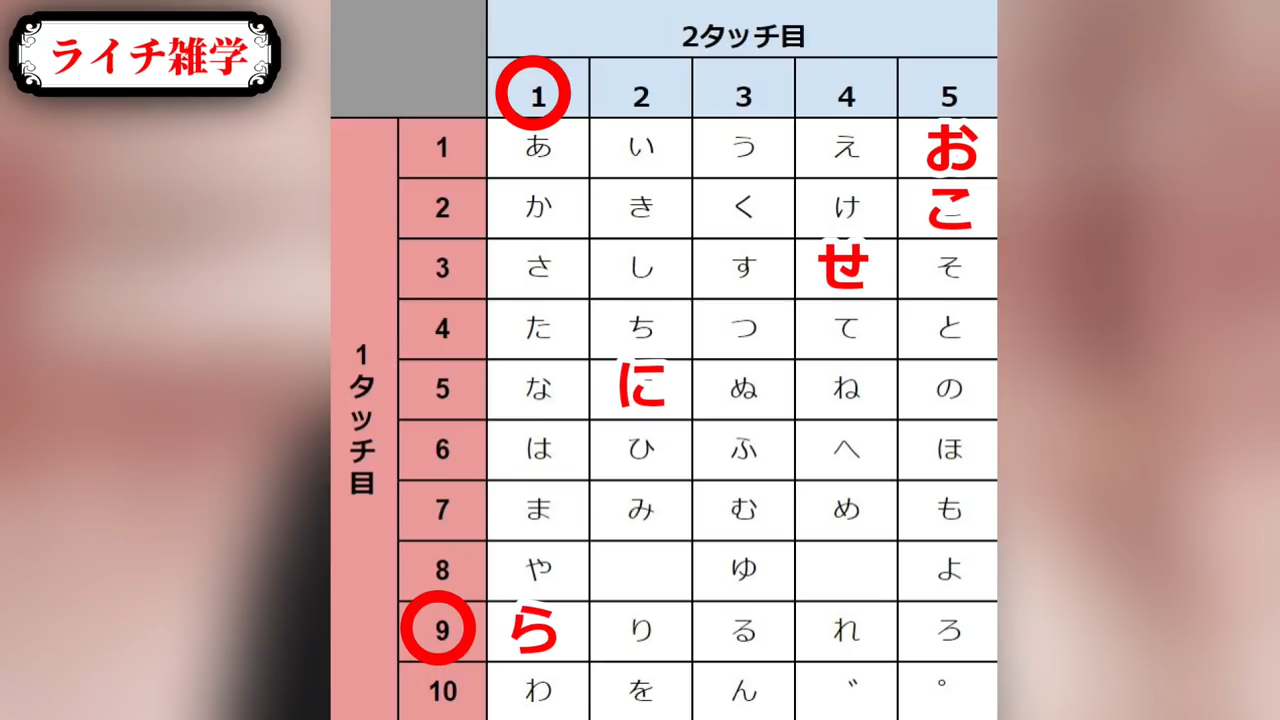 ライチ雑学
2タッチ目
1 2 3 4 5
1タッチ目
1 あ い う え お
2 か き く け こ
3 さ し す せ そ
4 た ち つ て と
5 な に ぬ ね の
6 は ひ ふ へ ほ
7 ま み む め も
8 や ゆ よ
9 ら り る れ ろ
10 わ を ん ゛ ゜